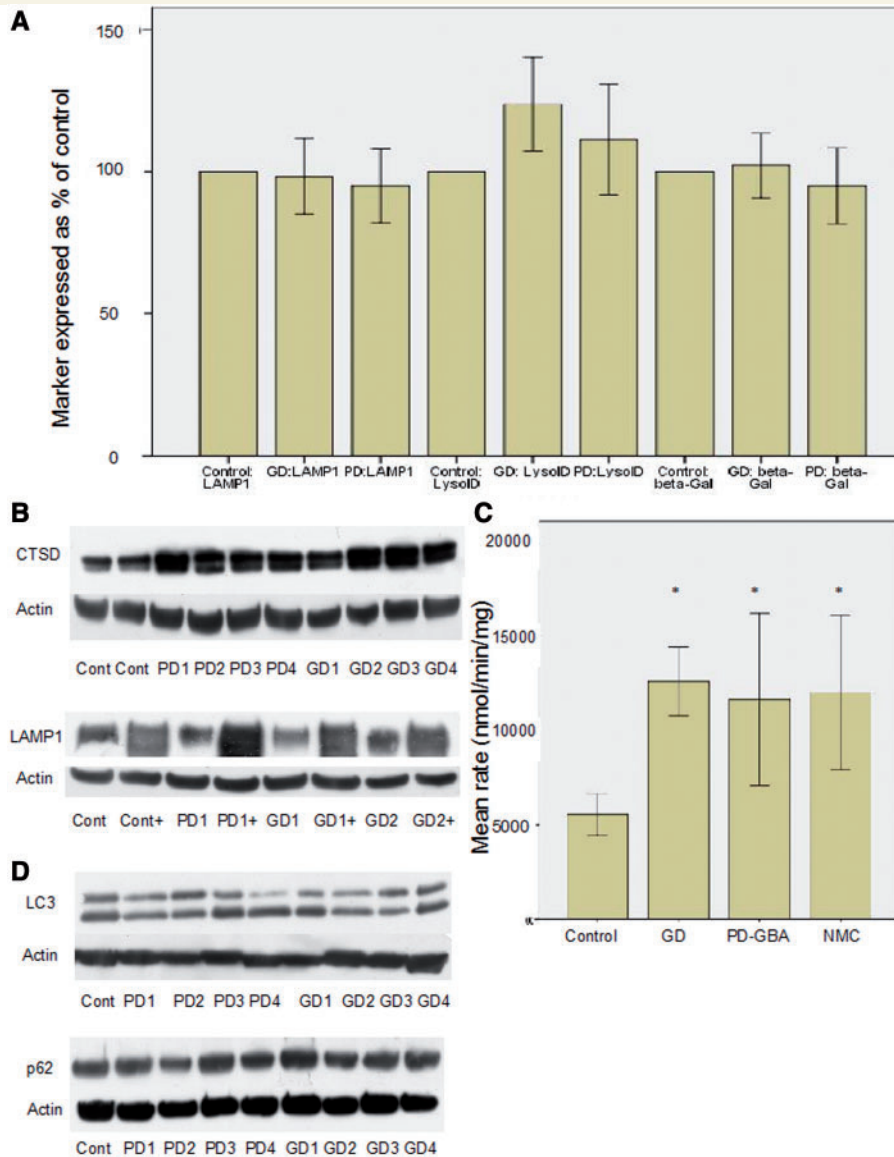 A
150
100
50
0
Marker expressed as % of control
Control: LAMP1
GD:LAMP1
PD:LAMP1
Control: LysoID
GD: LysoID
PD:LysoID
Control: beta-Gal
GD: beta-Gal
PD: beta-Gal
B
CTSD
Actin
Cont Cont PD1 PD2 PD3 PD4 GD1 GD2 GD3 GD4
LAMP1
Actin
Cont Cont+ PD1 PD1+ GD1 GD1+ GD2 GD2+
C
20000
15000
10000
5000
Mean rate (nmol/min/mg)
* * *
Control GD PD-GBA NMC
D
LC3
Actin
Cont PD1 PD2 PD3 PD4 GD1 GD2 GD3 GD4
p62
Actin
Cont PD1 PD2 PD3 PD4 GD1 GD2 GD3 GD4